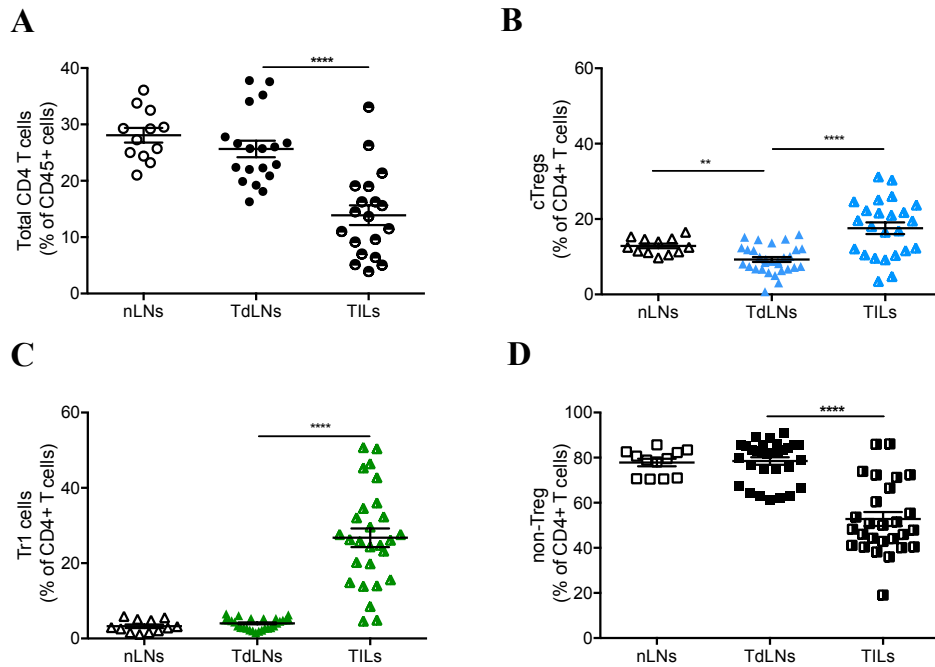 A
Total CD4 T cells
(% of CD45+ cells)
40
30
20
10
0
****
nLNs TdLNs TILs
B
cTregs
(% of CD4+ T cells)
60
40
20
0
**
****
nLNs TdLNs TILs
C
Tr1 cells
(% of CD4+ T cells)
60
40
20
0
****
nLNs TdLNs TILs
D
non-Treg
(% of CD4+ T cells)
100
80
60
40
20
0
****
nLNs TdLNs TILs